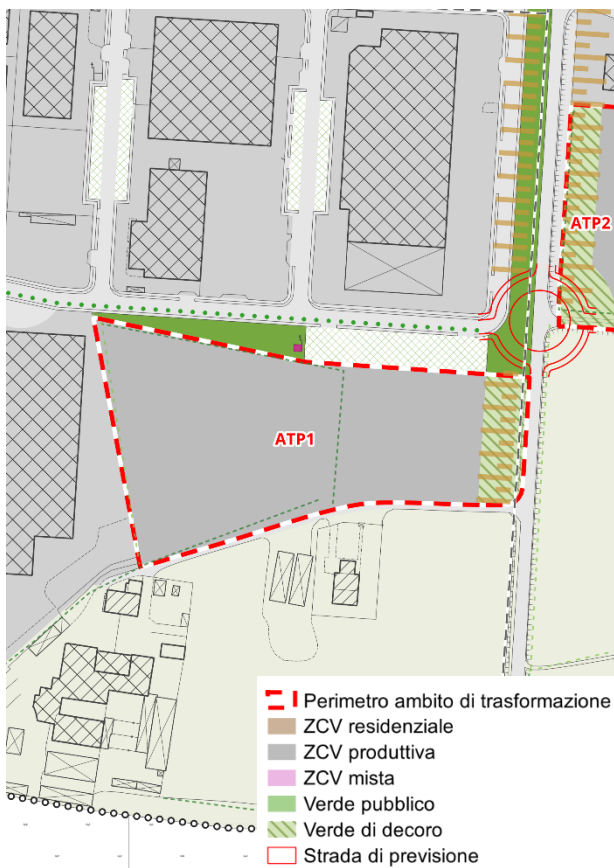 ATP2
ATP1
Perimetro ambito di trasformazione
ZCV residenziale
ZCV produttiva
ZCV mista
Verde pubblico
Verde di decoro
Strada di previsione